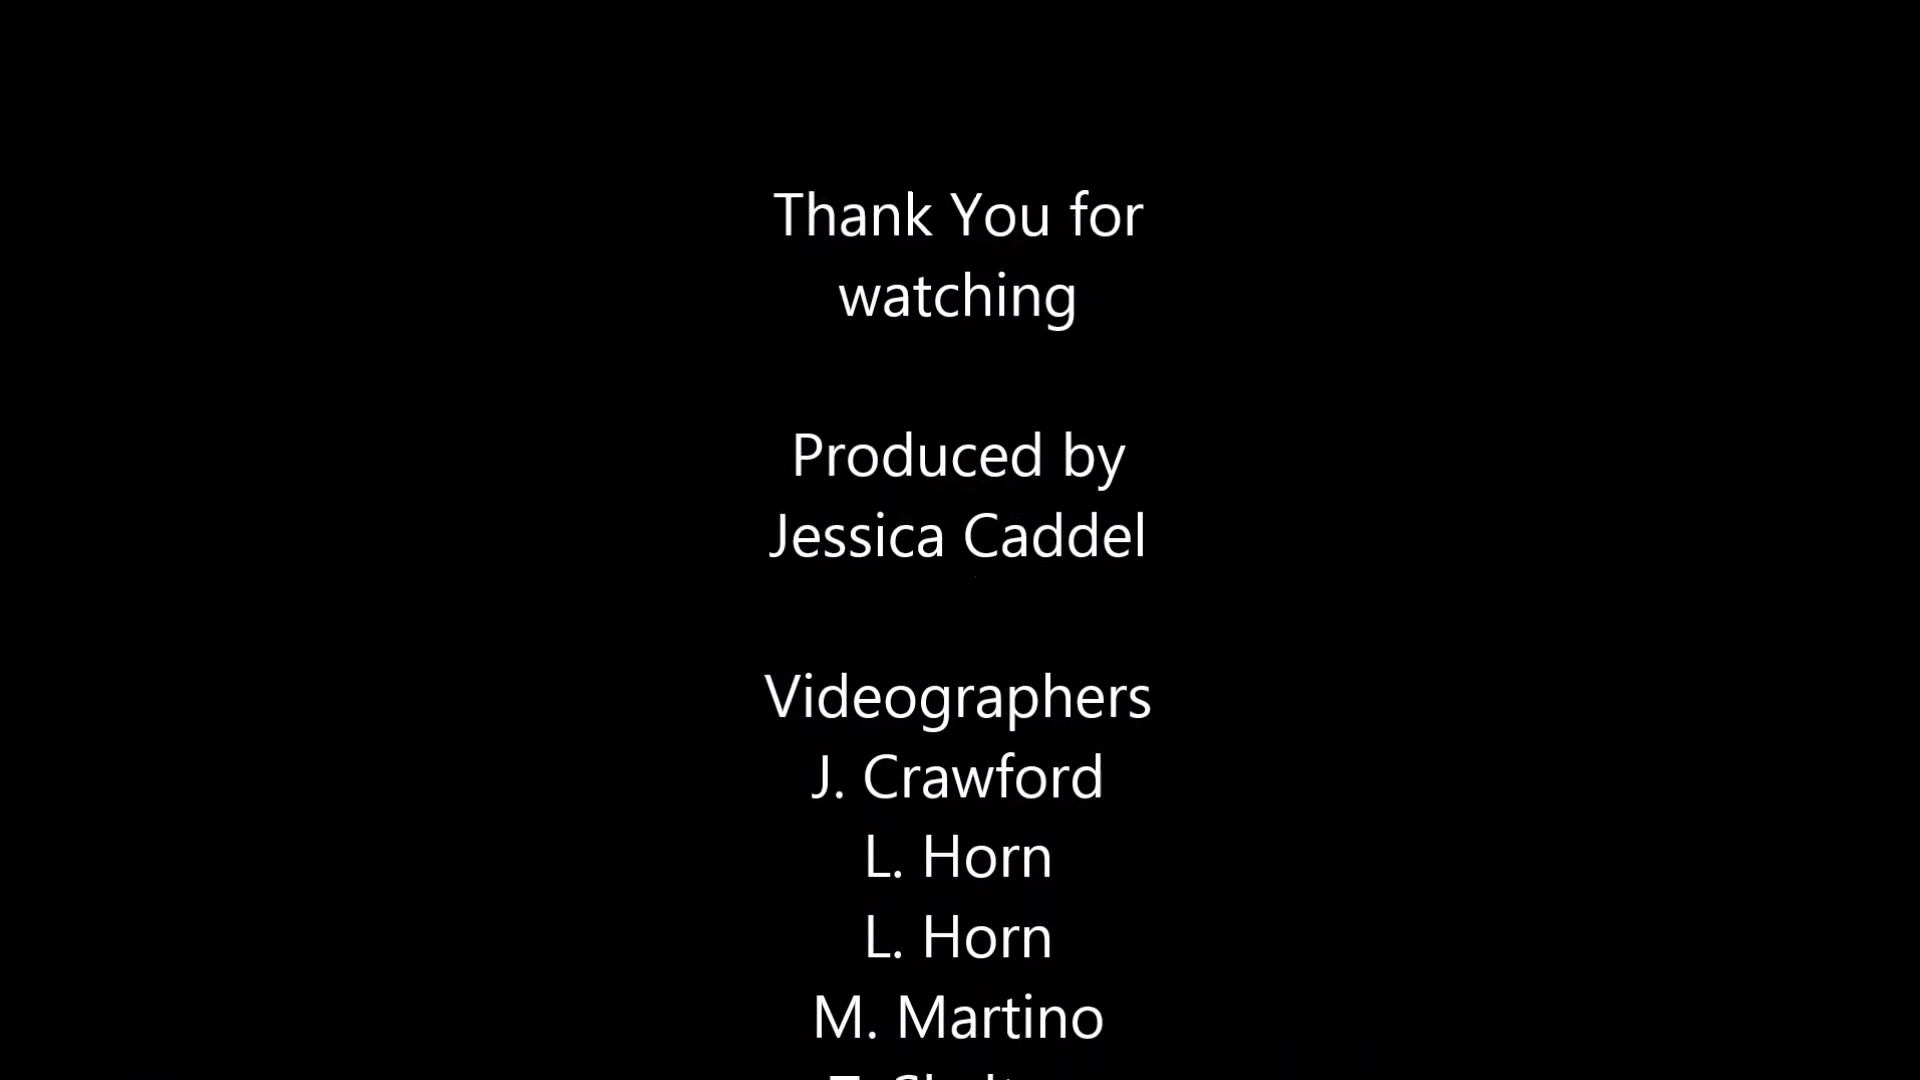 Thank You for
watching
Produced by
Jessica Caddel
Videographers
J. Crawford
L. Horn
L. Horn
M. Martino